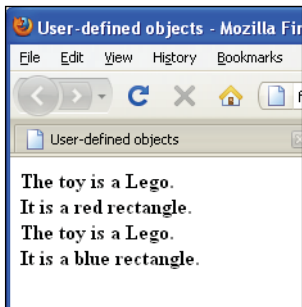 User-defined objects - Mozilla Fir
File Edit View History Bookmarks
User-defined objects
The toy is a Lego.
It is a red rectangle.
The toy is a Lego.
It is a blue rectangle.